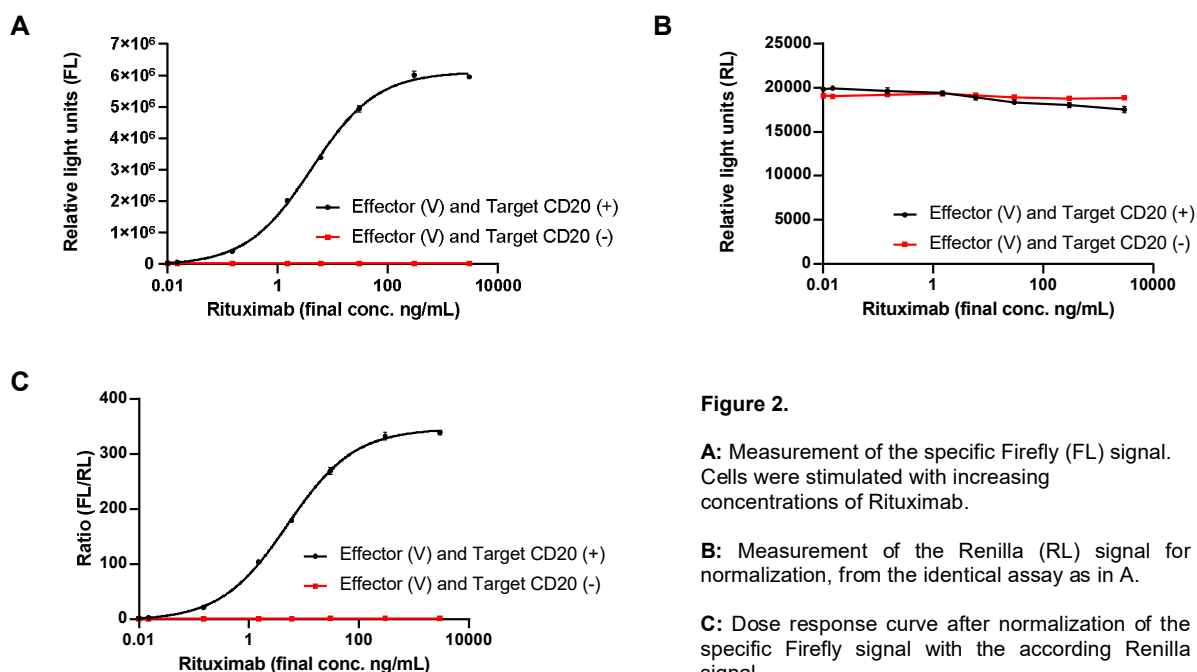 A
Relative light units (FL)
7×10⁶
6×10⁶
5×10⁶
4×10⁶
3×10⁶
2×10⁶
1×10⁶
0
0.01
1
100
10000
Rituximab (final conc. ng/mL)
Effector (V) and Target CD20 (+)
Effector (V) and Target CD20 (-)
B
Relative light units (RL)
25000
20000
15000
10000
5000
0
0.01
1
100
10000
Rituximab (final conc. ng/mL)
Effector (V) and Target CD20 (+)
Effector (V) and Target CD20 (-)
C
Ratio (FL/RL)
400
300
200
100
0
0.01
1
100
10000
Rituximab (final conc. ng/mL)
Effector (V) and Target CD20 (+)
Effector (V) and Target CD20 (-)
Figure 2.
A: Measurement of the specific Firefly (FL) signal.
Cells were stimulated with increasing
concentrations of Rituximab.
B: Measurement of the Renilla (RL) signal for
normalization, from the identical assay as in A.
C: Dose response curve after normalization of the
specific Firefly signal with the according Renilla